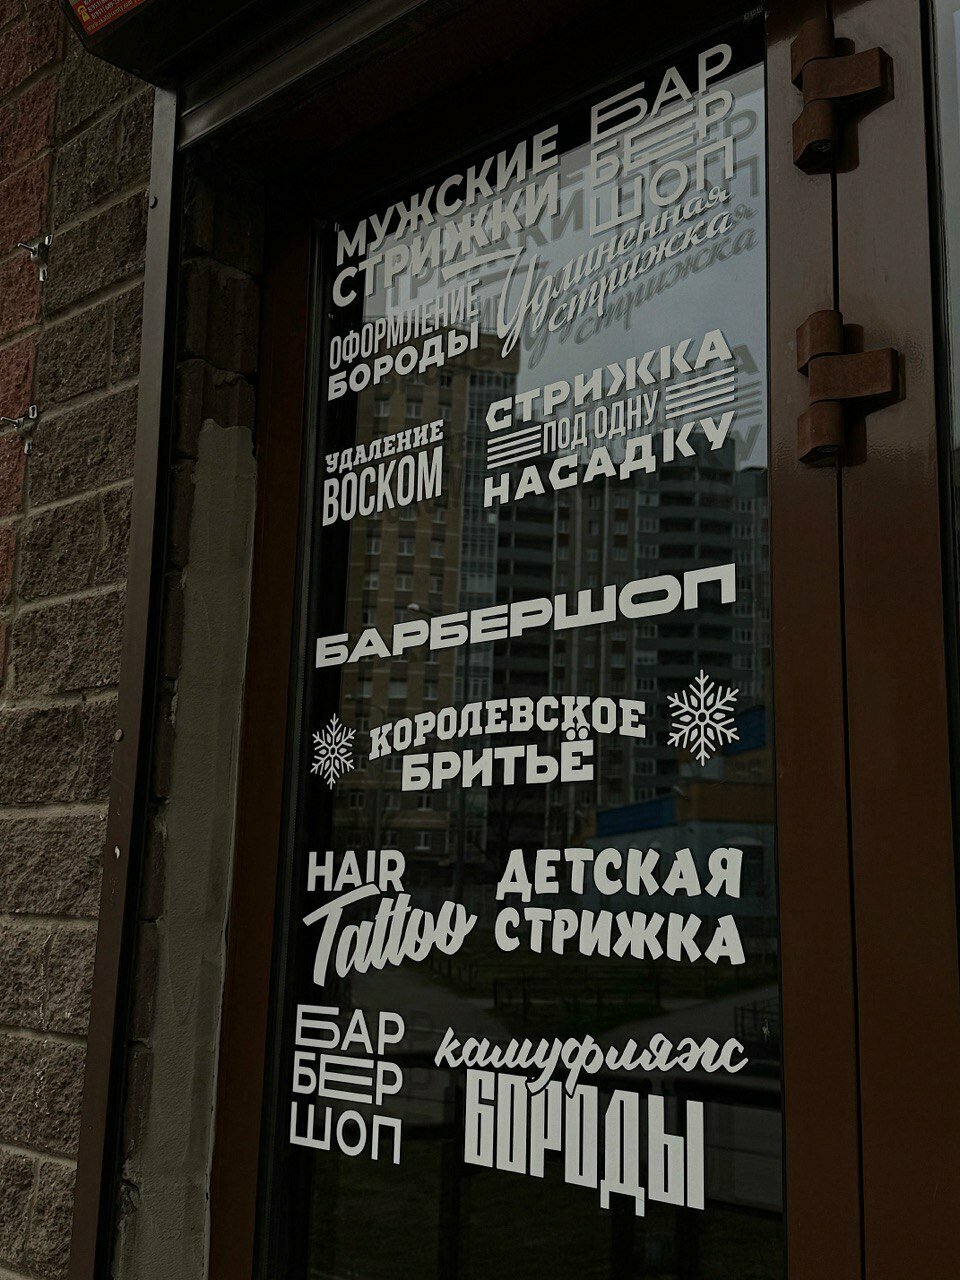 МУЖСКИЕ
СТРИЖКИ
БАР
БЕР
ШОП
ОФОРМЛЕНИЕ
БОРОДЫ
Удлиненная
стрижка
УДАЛЕНИЕ
ВОСКОМ
СТРИЖКА
ПОД ОДНУ
НАСАДКУ
БАРБЕРШОП
КОРОЛЕВСКОЕ
БРИТЬЁ
HAIR
Tattoo
ДЕТСКАЯ
СТРИЖКА
БАР
БЕР
ШОП
камуфляж
БОРОДЫ